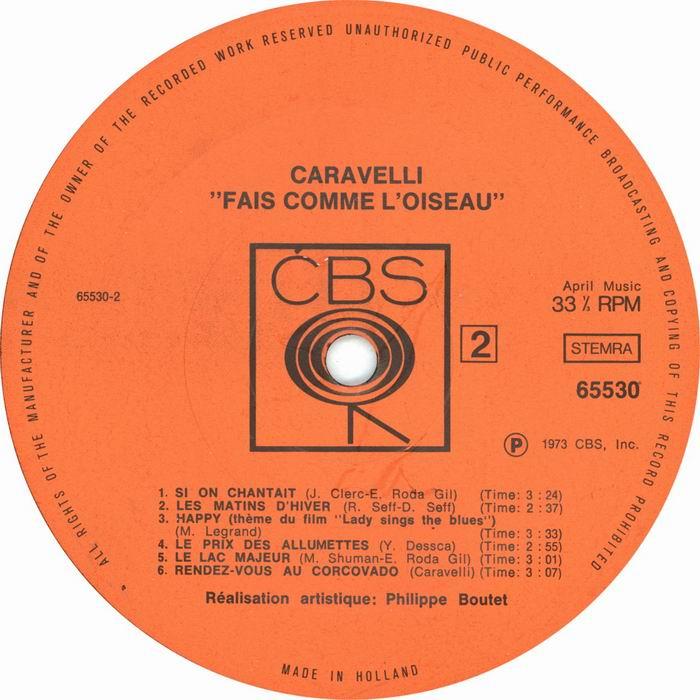 ALL RIGHTS OF THE MANUFACTURER AND OF THE OWNER OF THE RECORDED WORK RESERVED UNAUTHORIZED PUBLIC PERFORMANCE BROADCASTING AND COPYING OF THIS RECORD PROHIBITED
CARAVELLI
"FAIS COMME L'OISEAU"
CBS
65530-2
2
April Music
33 ⅓ RPM
STEMRA
65530
Ⓟ 1973 CBS, Inc.
1. SI ON CHANTAIT (J. Clerc-E. Roda Gil) (Time: 3 : 24)
2. LES MATINS D'HIVER (R. Seff-D. Seff) (Time: 2 : 37)
3. HAPPY (thème du film "Lady sings the blues")
(M. Legrand) (Time: 3 : 33)
4. LE PRIX DES ALLUMETTES (Y. Dessca) (Time: 2 : 55)
5. LE LAC MAJEUR (M. Shuman-E. Roda Gil) (Time: 3 : 01)
6. RENDEZ-VOUS AU CORCOVADO (Caravelli) (Time: 3 : 07)
Réalisation artistique: Philippe Boutet
MADE IN HOLLAND